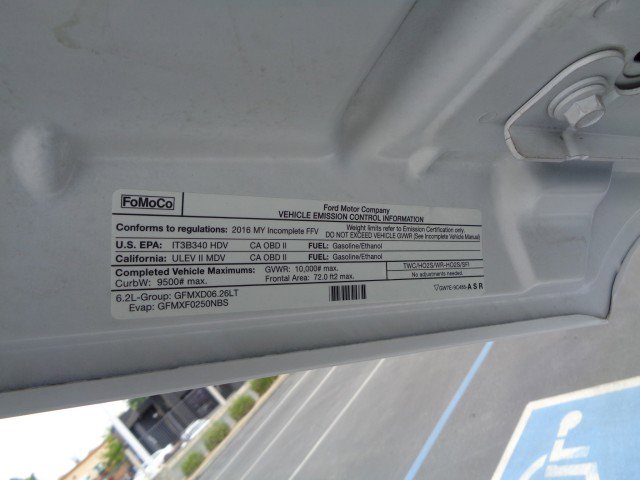 FoMoCo
Ford Motor Company
VEHICLE EMISSION CONTROL INFORMATION
Conforms to regulations: 2016 MY Incomplete FFV
Weight limits refer to Emission Certification only.
DO NOT EXCEED VEHICLE GVWR (See Incomplete Vehicle Manual)
U.S. EPA: IT3B340 HDV CA OBD II FUEL: Gasoline/Ethanol
California: ULEV II MDV CA OBD II FUEL: Gasoline/Ethanol
Completed Vehicle Maximums: GVWR: 10,000# max.
CurbW: 9500# max. Frontal Area: 72.0 ft2 max.
TWC/HO2S/WR-HO2S/SFI
No adjustments needed.
6.2L-Group: GFMXD06.26LT
Evap: GFMXF0250NBS
GW7E-9C485- A S R